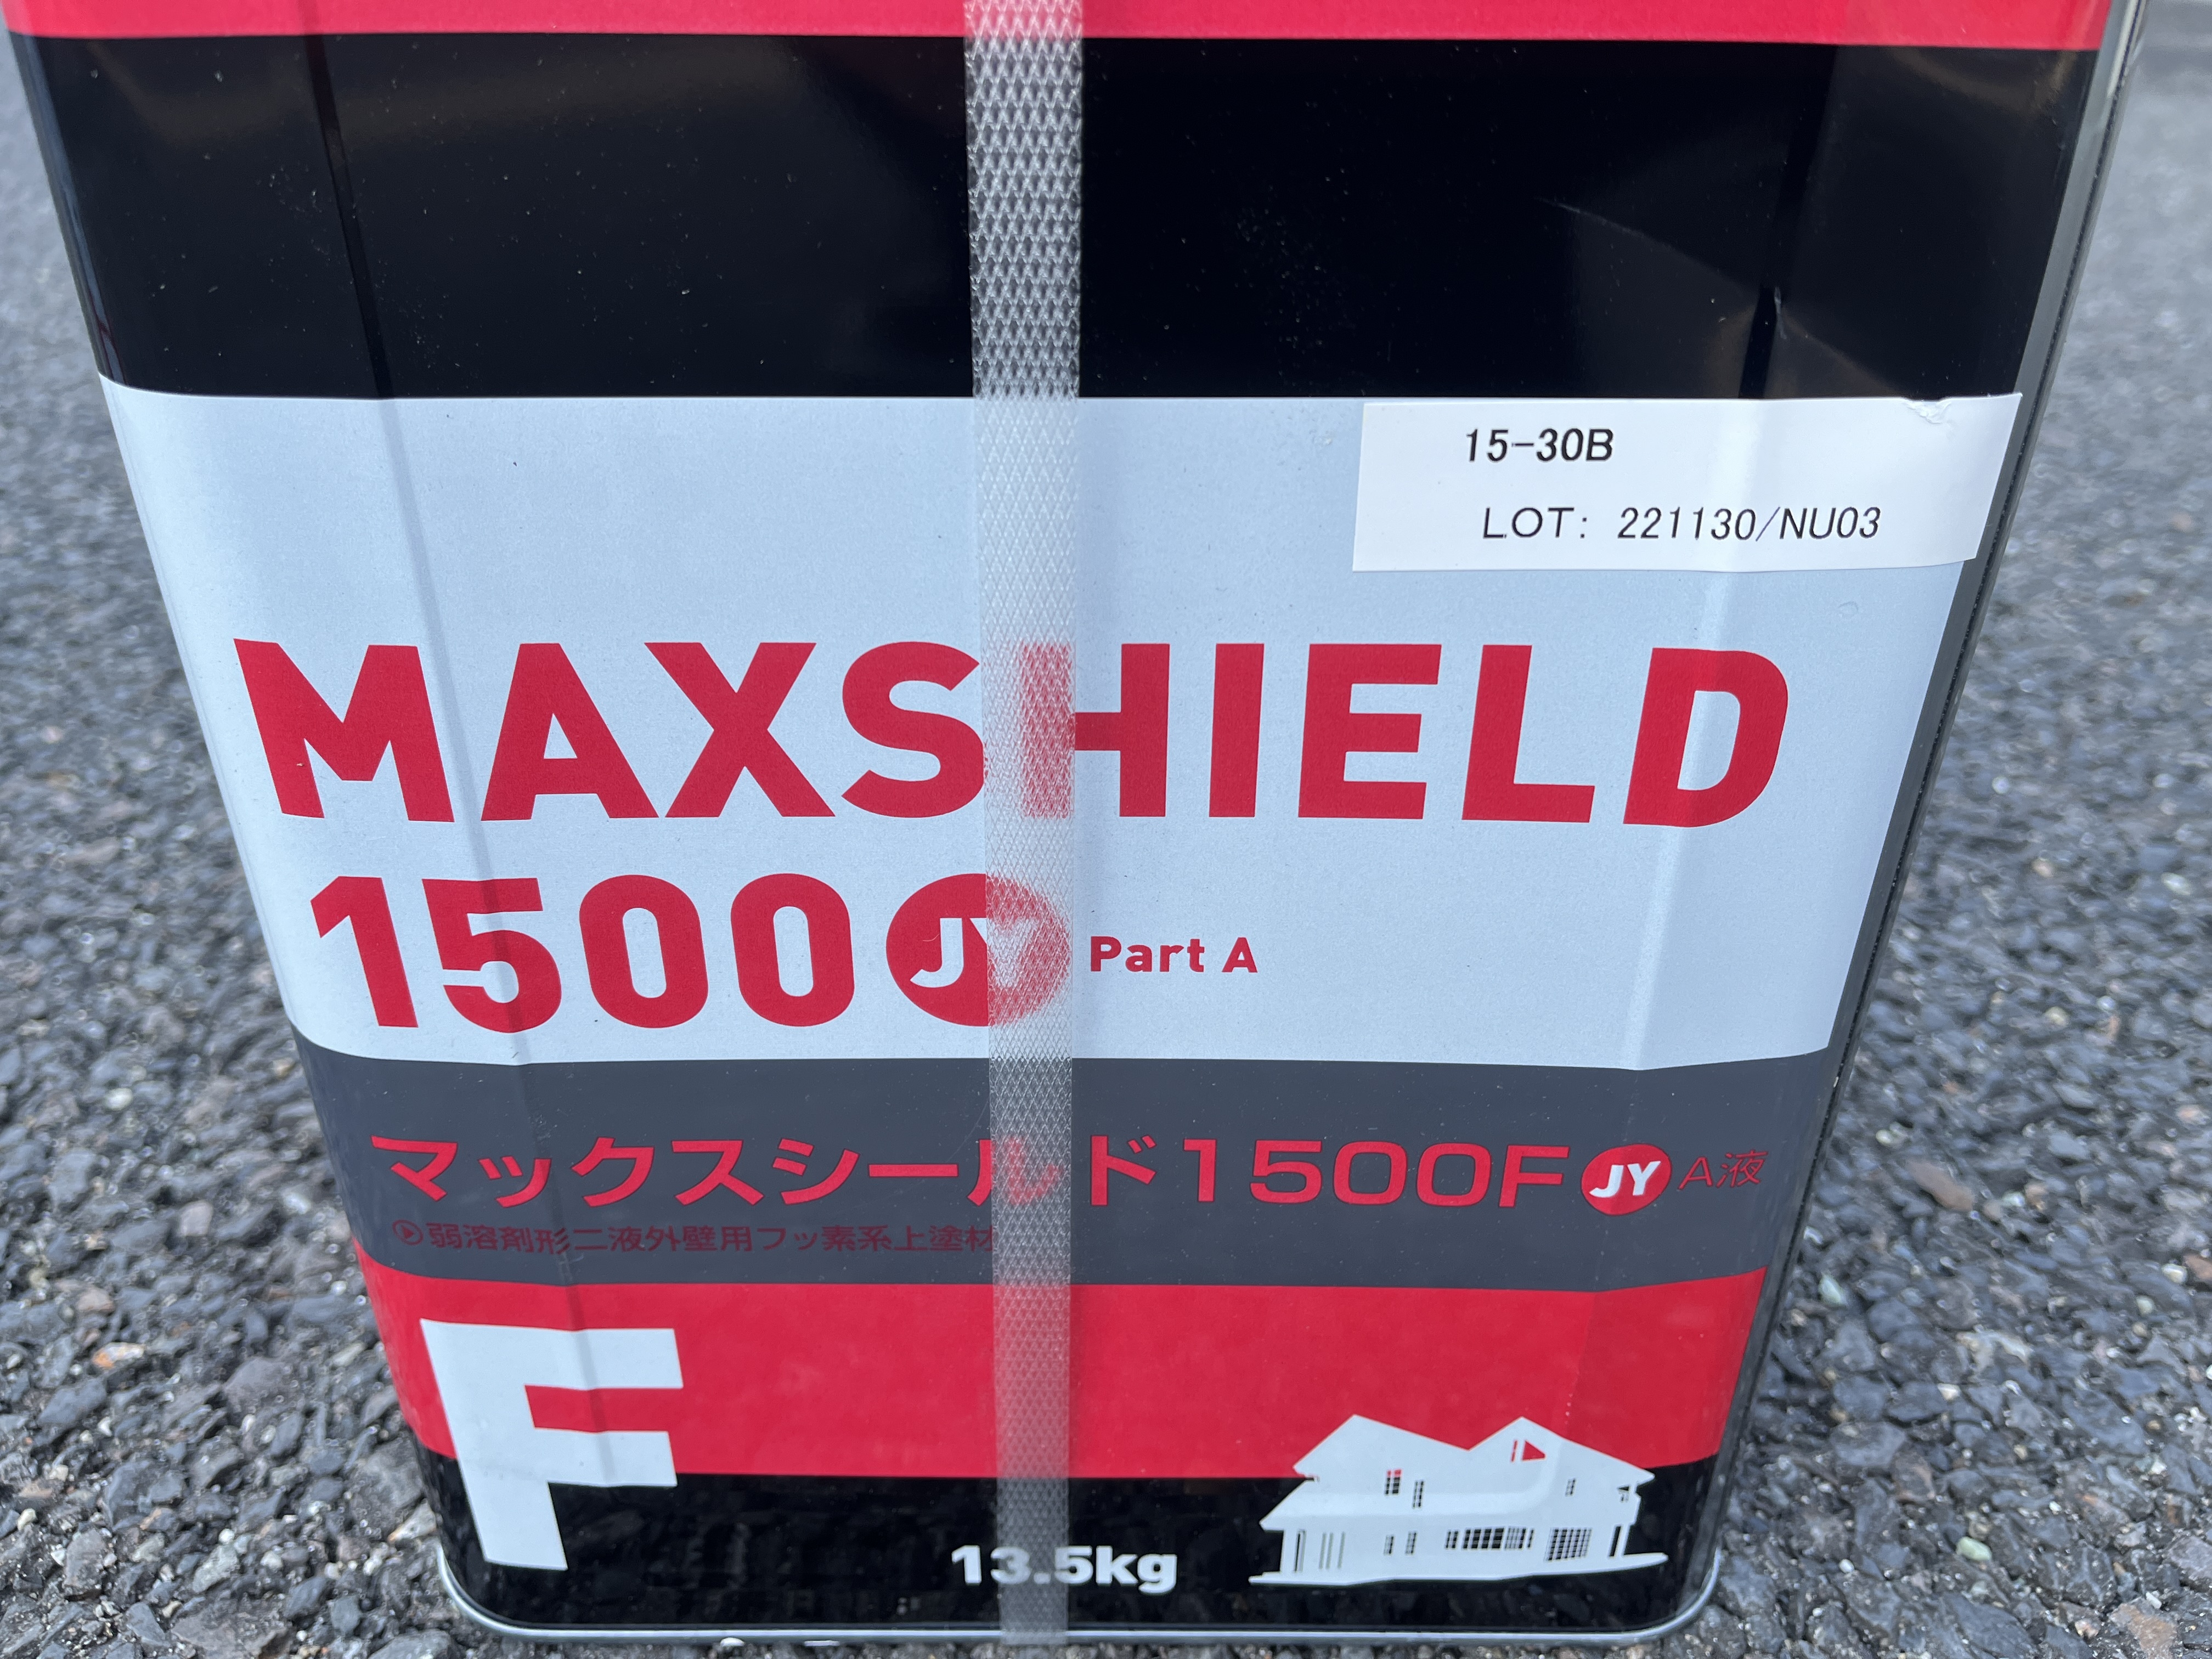 15-30B
LOT: 221130/NU03
MAXSHIELD
1500 JY Part A
マックスシールド1500F JY A液
弱溶剤形二液外壁用フッ素系上塗材
F
13.5kg